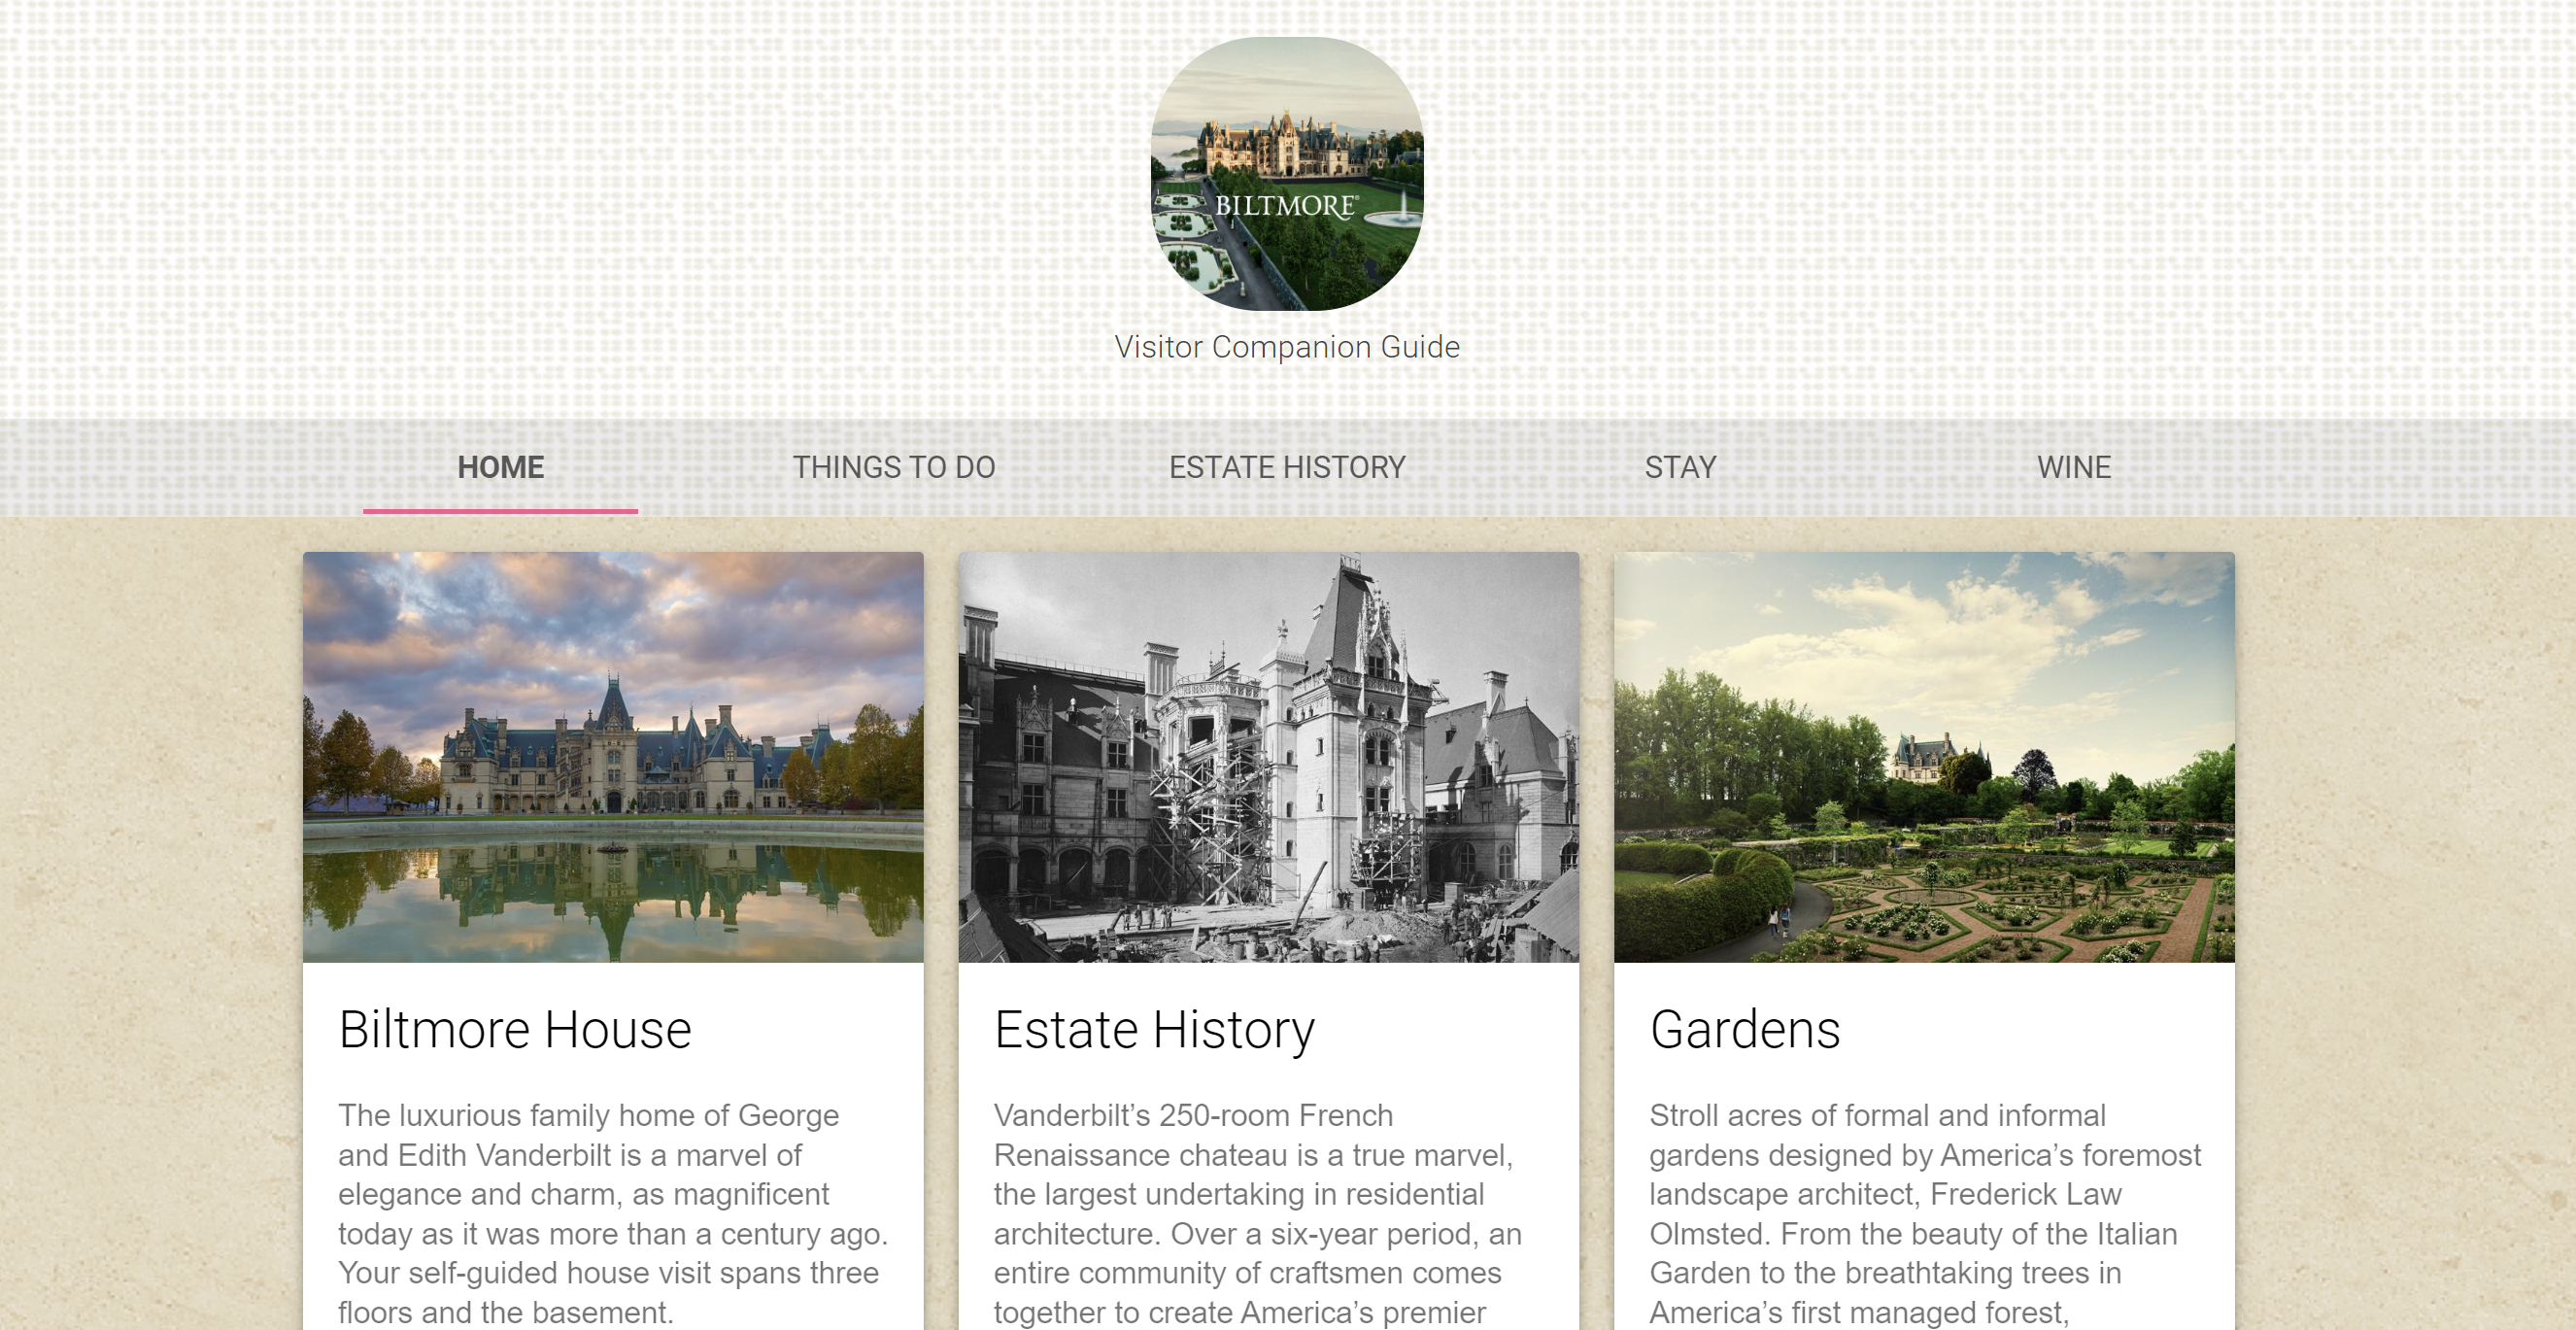 BILTMORE®
Visitor Companion Guide
HOME
THINGS TO DO
ESTATE HISTORY
STAY
WINE
Biltmore House
The luxurious family home of George
and Edith Vanderbilt is a marvel of
elegance and charm, as magnificent
today as it was more than a century ago.
Your self-guided house visit spans three
floors and the basement.
Estate History
Vanderbilt’s 250-room French
Renaissance chateau is a true marvel,
the largest undertaking in residential
architecture. Over a six-year period, an
entire community of craftsmen comes
together to create America’s premier
Gardens
Stroll acres of formal and informal
gardens designed by America’s foremost
landscape architect, Frederick Law
Olmsted. From the beauty of the Italian
Garden to the breathtaking trees in
America’s first managed forest,